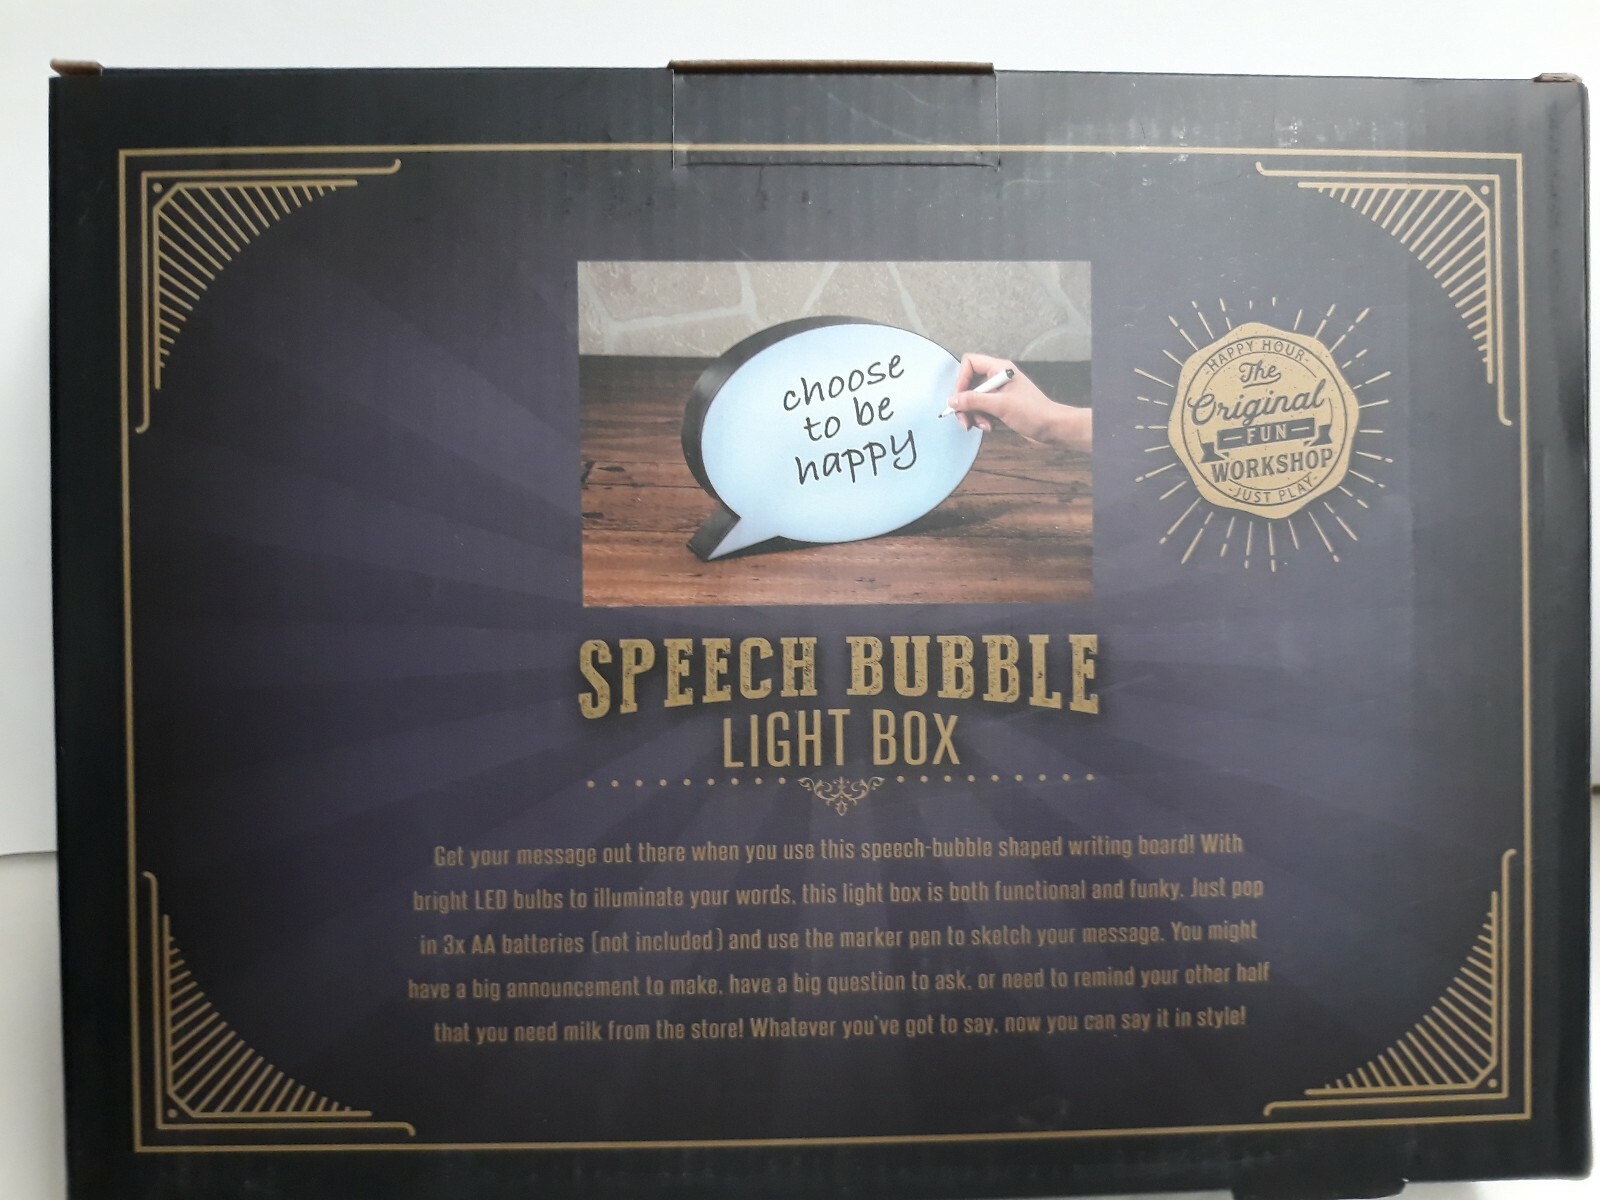 choose
to be
happy
HAPPY HOUR
The
Original
FUN
WORKSHOP
JUST PLAY
SPEECH BUBBLE
LIGHT BOX
Get your message out there when you use this speech-bubble shaped writing board! With
bright LED bulbs to illuminate your words, this light box is both functional and funky. Just pop
in 3x AA batteries (not included) and use the marker pen to sketch your message. You might
have a big announcement to make, have a big question to ask, or need to remind your other half
that you need milk from the store! Whatever you've got to say, now you can say it in style!